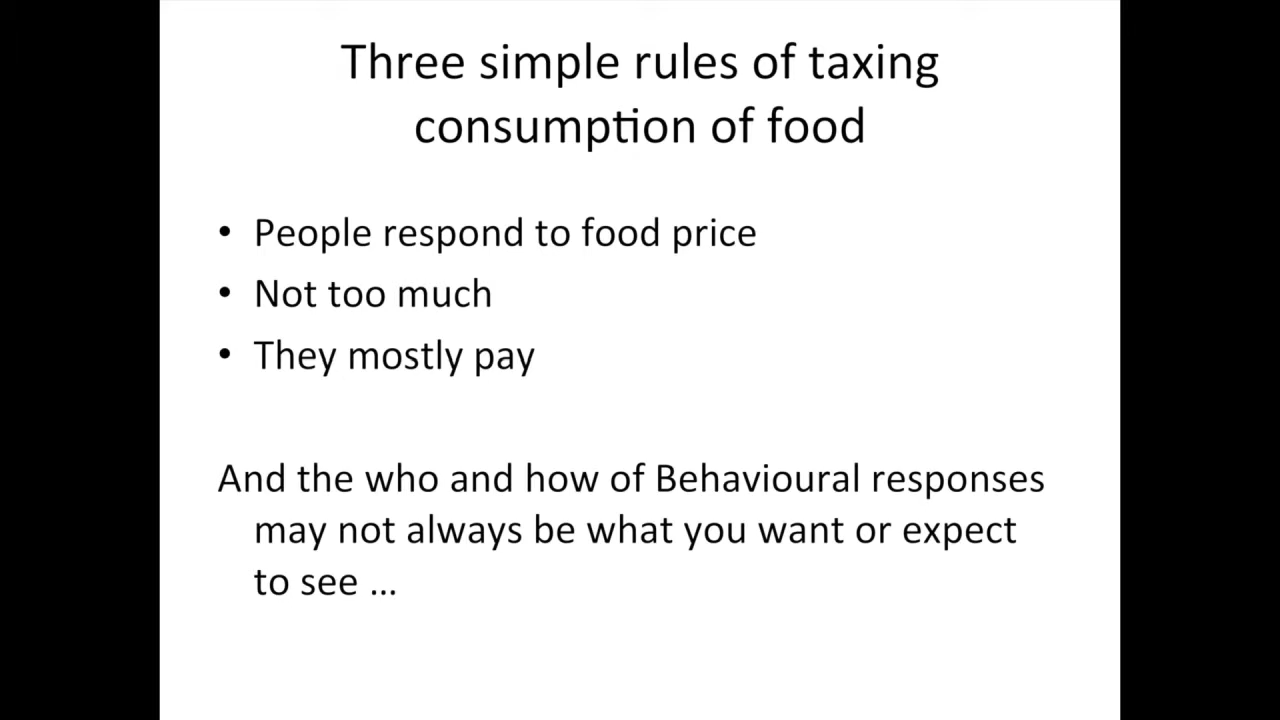 Three simple rules of taxing
consumption of food
• People respond to food price
• Not too much
• They mostly pay
And the who and how of Behavioural responses
may not always be what you want or expect
to see ...